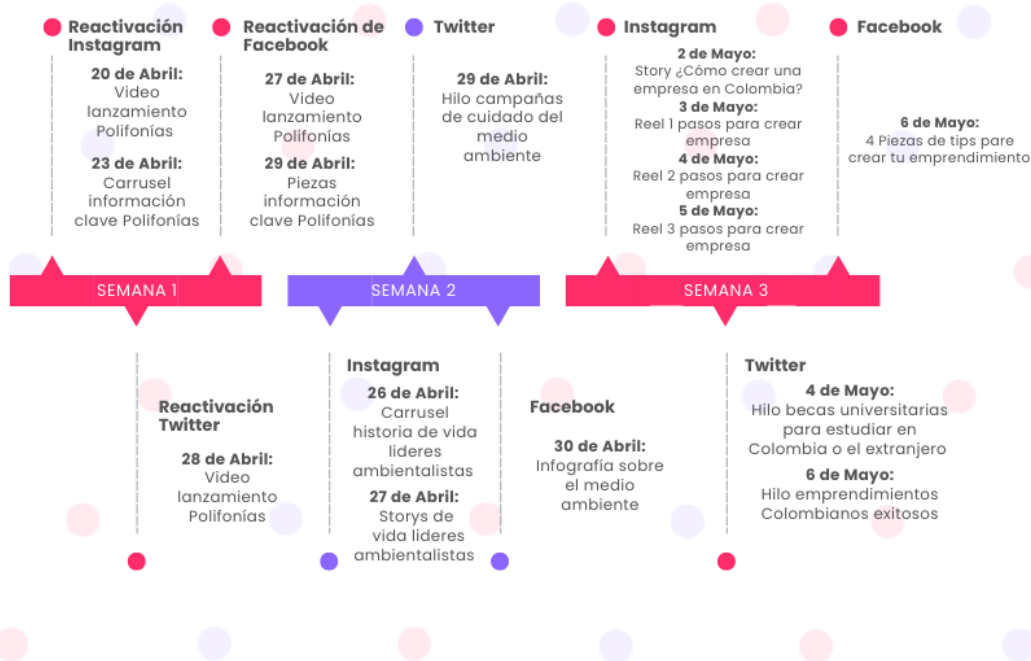 Reactivación
Instagram
20 de Abril:
Video
lanzamiento
Polifonías
23 de Abril:
Carrusel
información
clave Polifonías
Reactivación de
Facebook
27 de Abril:
Video
lanzamiento
Polifonías
29 de Abril:
Piezas
información
clave Polifonías
Twitter
29 de Abril:
Hilo campañas
de cuidado del
medio
ambiente
Instagram
2 de Mayo:
Story ¿Cómo crear una
empresa en Colombia?
3 de Mayo:
Reel 1 pasos para crear
empresa
4 de Mayo:
Reel 2 pasos para crear
empresa
5 de Mayo:
Reel 3 pasos para crear
empresa
Facebook
6 de Mayo:
4 Piezas de tips pare
crear tu emprendimiento
SEMANA 1
SEMANA 2
SEMANA 3
Reactivación
Twitter
28 de Abril:
Video
lanzamiento
Polifonías
Instagram
26 de Abril:
Carrusel
historia de vida
lideres
ambientalistas
27 de Abril:
Storys de
vida lideres
ambientalistas
Facebook
30 de Abril:
Infografía sobre
el medio
ambiente
Twitter
4 de Mayo:
Hilo becas universitarias
para estudiar en
Colombia o el extranjero
6 de Mayo:
Hilo emprendimientos
Colombianos exitosos